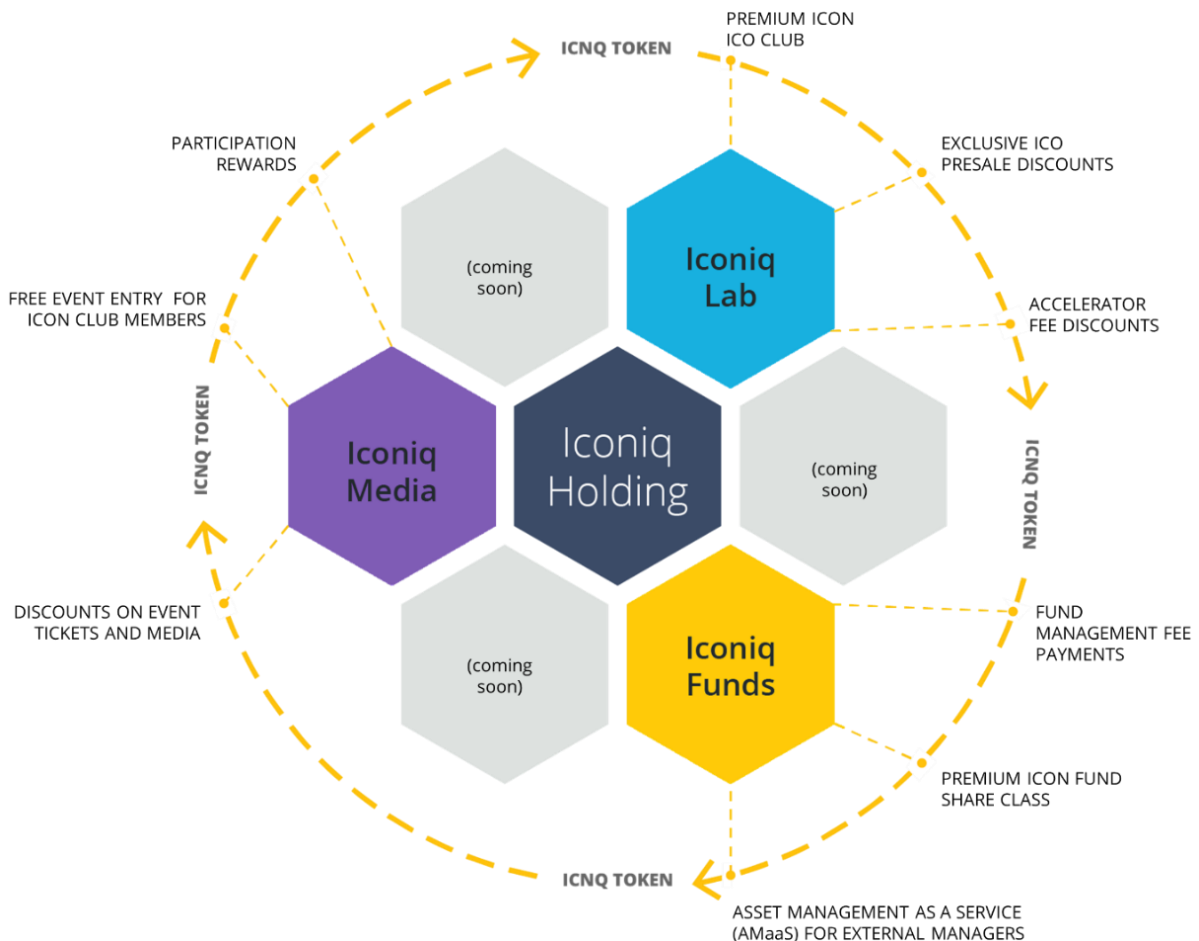 PREMIUM ICON
ICO CLUB
ICNQ TOKEN
PARTICIPATION
REWARDS
EXCLUSIVE ICO
PRESALE DISCOUNTS
(coming
soon)
Iconiq
Lab
FREE EVENT ENTRY FOR
ICON CLUB MEMBERS
ACCELERATOR
FEE DISCOUNTS
ICNQ TOKEN
Iconiq
Media
Iconiq
Holding
(coming
soon)
ICNQ TOKEN
DISCOUNTS ON EVENT
TICKETS AND MEDIA
(coming
soon)
Iconiq
Funds
FUND
MANAGEMENT FEE
PAYMENTS
PREMIUM ICON FUND
SHARE CLASS
ICNQ TOKEN
ASSET MANAGEMENT AS A SERVICE
(AMaaS) FOR EXTERNAL MANAGERS